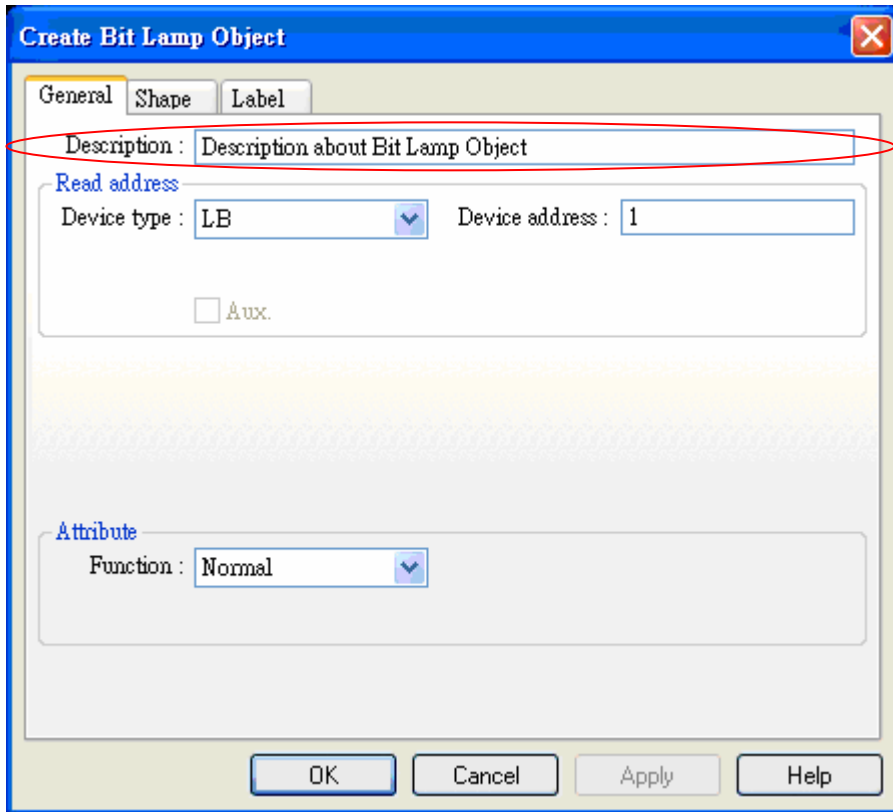 Create Bit Lamp Object
General Shape Label
Description : Description about Bit Lamp Object
Read address
Device type : LB Device address : 1
Aux.
Attribute
Function : Normal
OK Cancel Apply Help